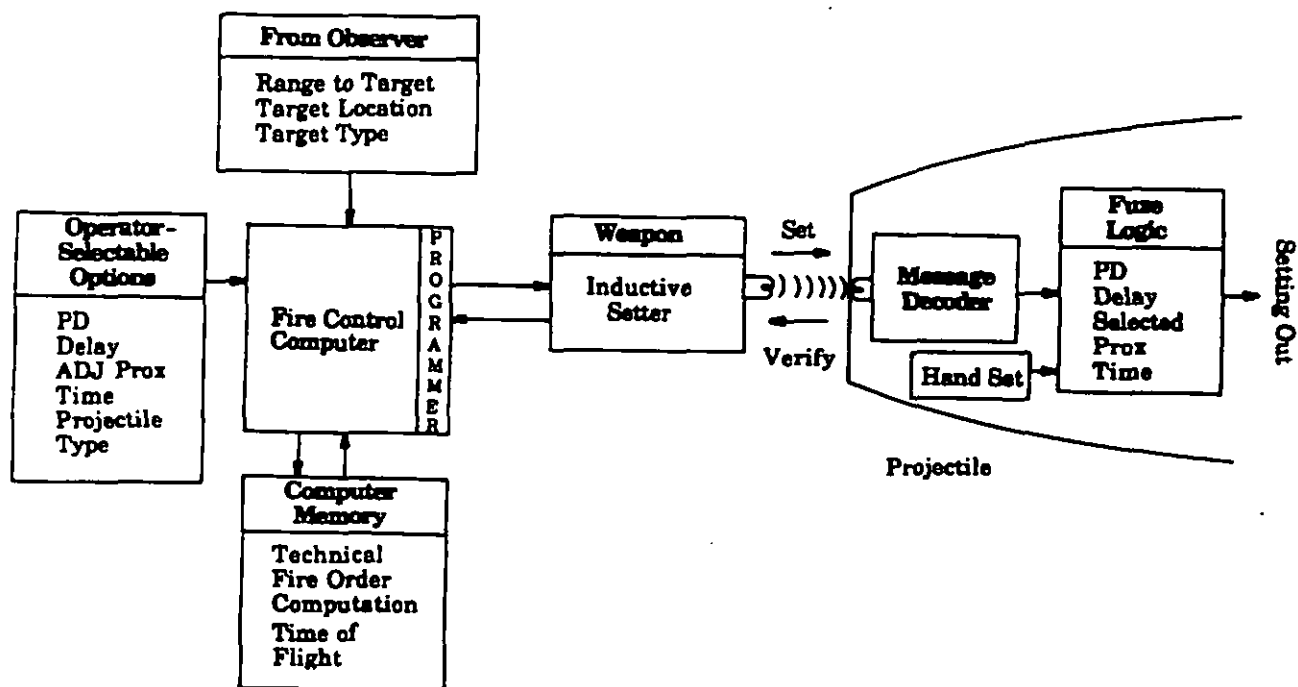 From Observer
Range to Target
Target Location
Target Type
Operator-
Selectable
Options
PD
Delay
ADJ Prox
Time
Projectile
Type
Fire Control
Computer
PROGRAMMER
Computer
Memory
Technical
Fire Order
Computation
Time of
Flight
Weapon
Inductive
Setter
Set
Verify
Message
Decoder
Hand Set
Fuze
Logic
PD
Delay
Selected
Prox
Time
Setting Out
Projectile